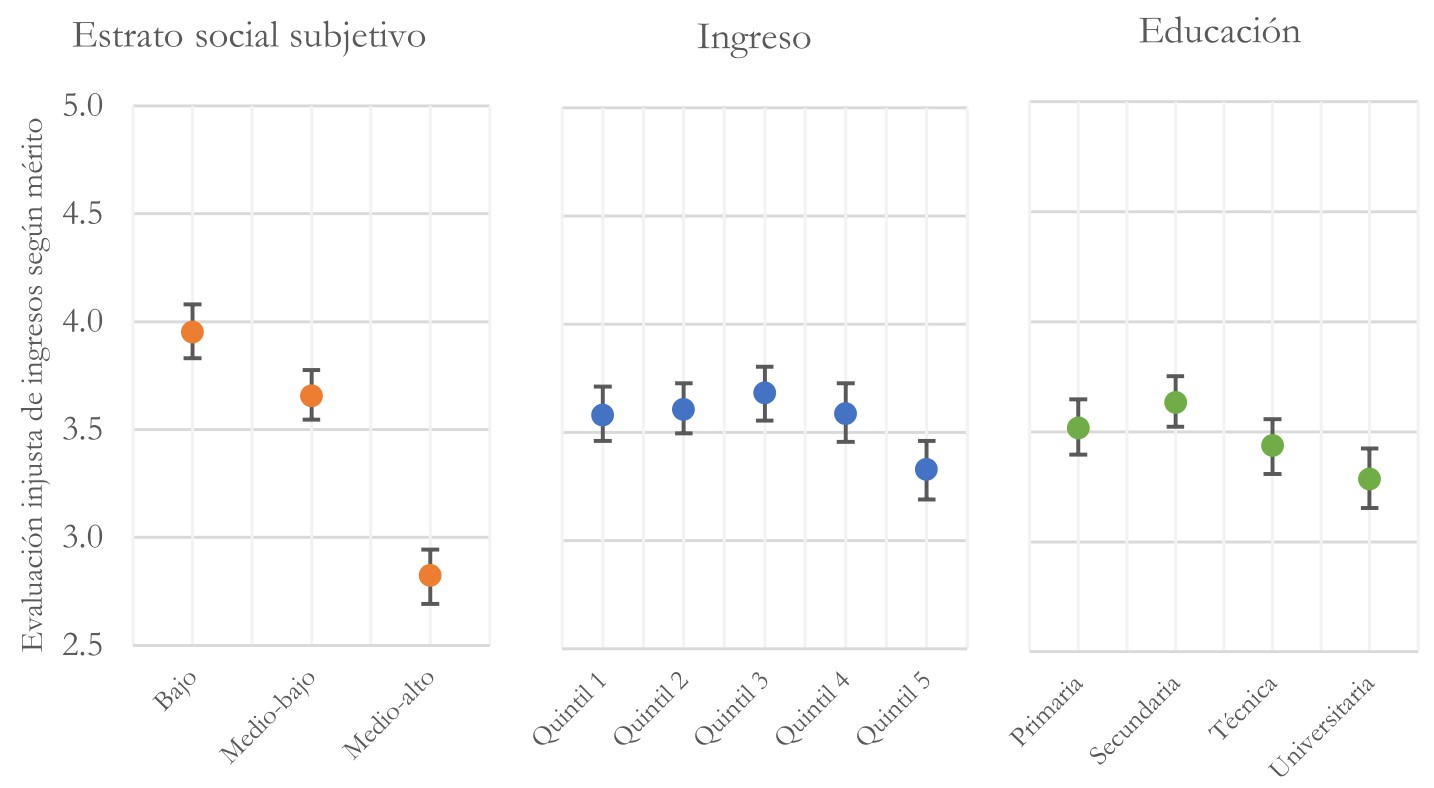 Estrato social subjetivo
Ingreso
Educación
Evaluación injusta de ingresos según mérito
5.0
4.5
4.0
3.5
3.0
2.5
Bajo
Medio-bajo
Medio-alto
Quintil 1
Quintil 2
Quintil 3
Quintil 4
Quintil 5
Primaria
Secundaria
Técnica
Universitaria